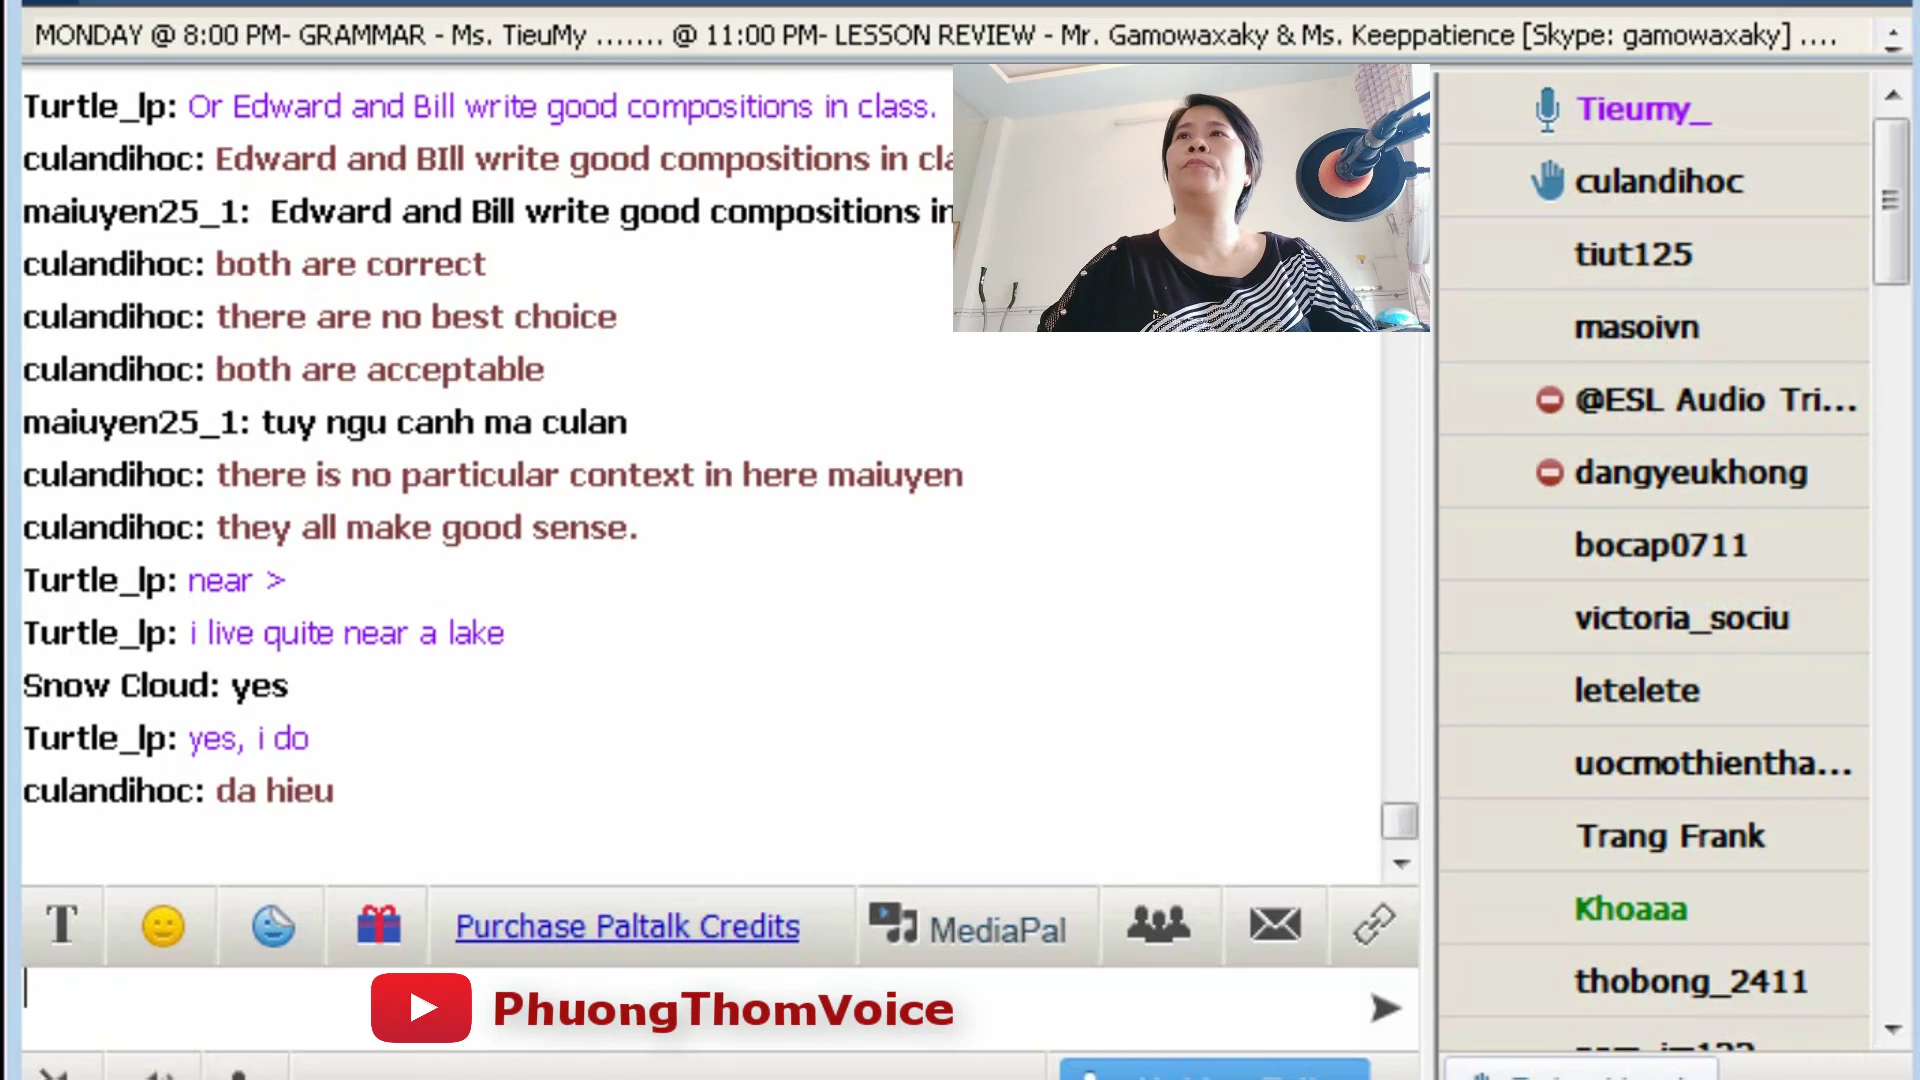 MONDAY @ 8:00 PM- GRAMMAR - Ms. TieuMy ....... @ 11:00 PM- LESSON REVIEW - Mr. Gamowaxaky & Ms. Keeppatience [Skype: gamowaxaky] ....
Turtle_lp: Or Edward and Bill write good compositions in class.
culandihoc: Edward and BIll write good compositions in cla
maiuyen25_1: Edward and Bill write good compositions in
culandihoc: both are correct
culandihoc: there are no best choice
culandihoc: both are acceptable
maiuyen25_1: tuy ngu canh ma culan
culandihoc: there is no particular context in here maiuyen
culandihoc: they all make good sense.
Turtle_lp: near >
Turtle_lp: i live quite near a lake
Snow Cloud: yes
Turtle_lp: yes, i do
culandihoc: da hieu
T
Purchase Paltalk Credits
MediaPal
PhuongThomVoice
Tieumy_
culandihoc
tiut125
masoivn
@ESL Audio Tri...
dangyeukhong
bocap0711
victoria_sociu
letelete
uocmothientha...
Trang Frank
Khoaaa
thobong_2411